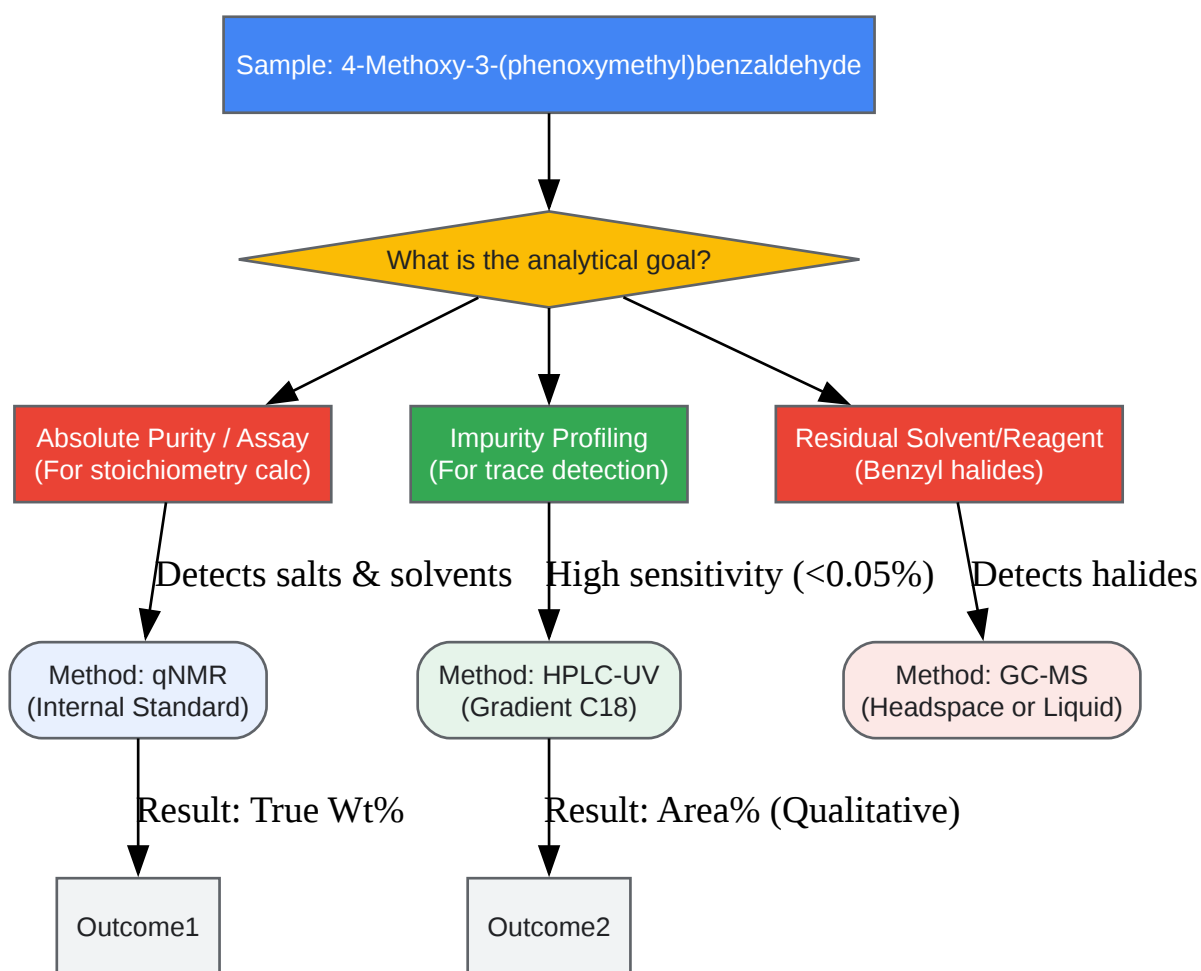 Sample: 4-Methoxy-3-(phenoxymethyl)benzaldehyde
What is the analytical goal?
Absolute Purity / Assay
(For stoichiometry calc)
Impurity Profiling
(For trace detection)
Residual Solvent/Reagent
(Benzyl halides)
Detects salts & solvents
High sensitivity (<0.05%)
Detects halides
Method: qNMR
(Internal Standard)
Method: HPLC-UV
(Gradient C18)
Method: GC-MS
(Headspace or Liquid)
Result: True Wt%
Result: Area% (Qualitative)
Outcome1
Outcome2